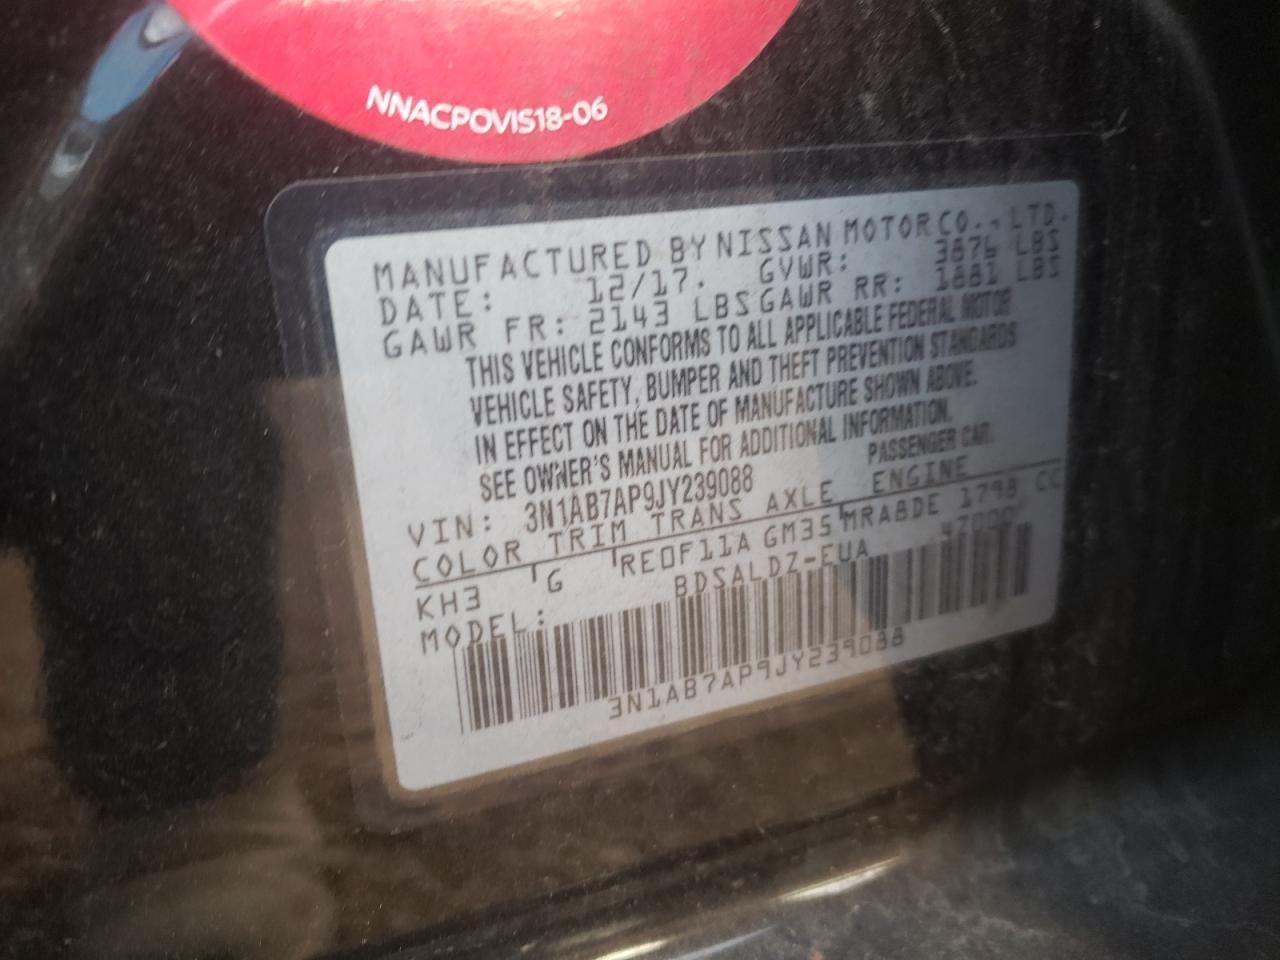 NNACPOVIS18-06
MANUFACTURED BY NISSAN MOTOR CO., LTD.
DATE: 12/17. GVWR: 3876 LBS
GAWR FR: 2143 LBS GAWR RR: 1881 LBS
THIS VEHICLE CONFORMS TO ALL APPLICABLE FEDERAL MOTOR
VEHICLE SAFETY, BUMPER AND THEFT PREVENTION STANDARDS
IN EFFECT ON THE DATE OF MANUFACTURE SHOWN ABOVE.
SEE OWNER'S MANUAL FOR ADDITIONAL INFORMATION.
VIN: 3N1AB7AP9JY239088 PASSENGER CAR.
COLOR TRIM TRANS AXLE ENGINE
KH3 G RE0F11A GM35 MRA8DE 1798 CC
MODEL: BDSALDZ-EUA
3N1AB7AP9JY239088